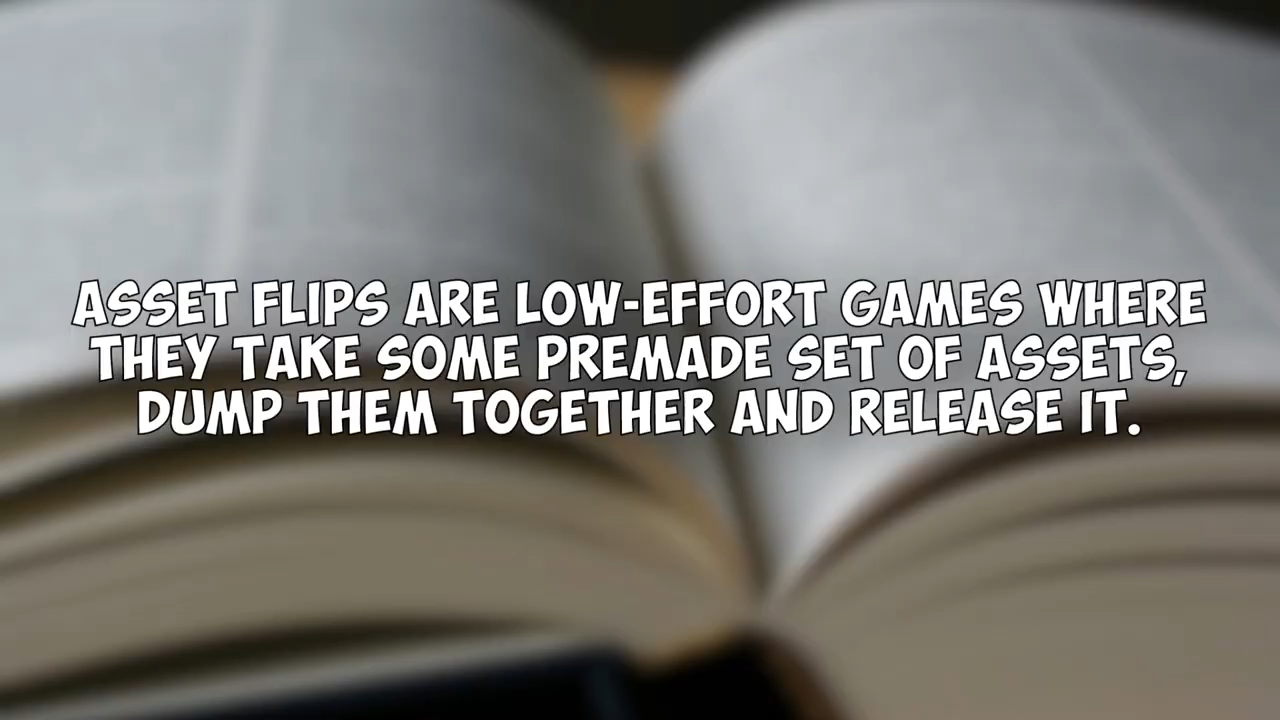 ASSET FLIPS ARE LOW-EFFORT GAMES WHERE
THEY TAKE SOME PREMADE SET OF ASSETS,
DUMP THEM TOGETHER AND RELEASE IT.